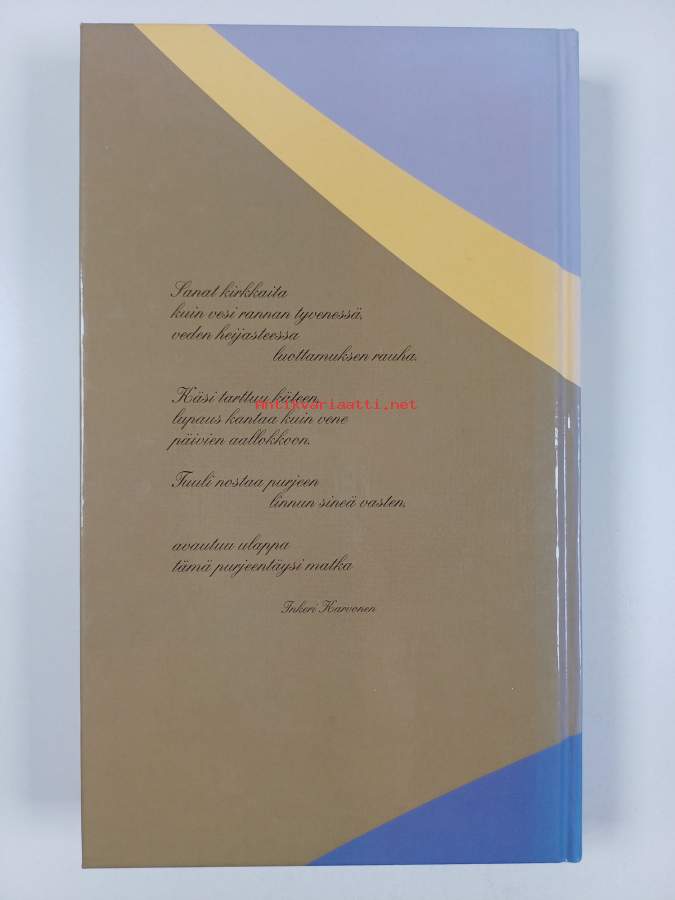 Sanat kirkkaita
kuin vesi rannan tyvenessä,
veden heijasteessa
luottamuksen rauha.
Käsi tarttuu käteen,
Antikvariaatti.net
lupaus kantaa kuin vene
päivien aallokkoon.
Tuuli nostaa purjeen
linnun sineä vasten,
avautuu ulappa
tämä purjeentäysi matka
Inkeri Karvonen